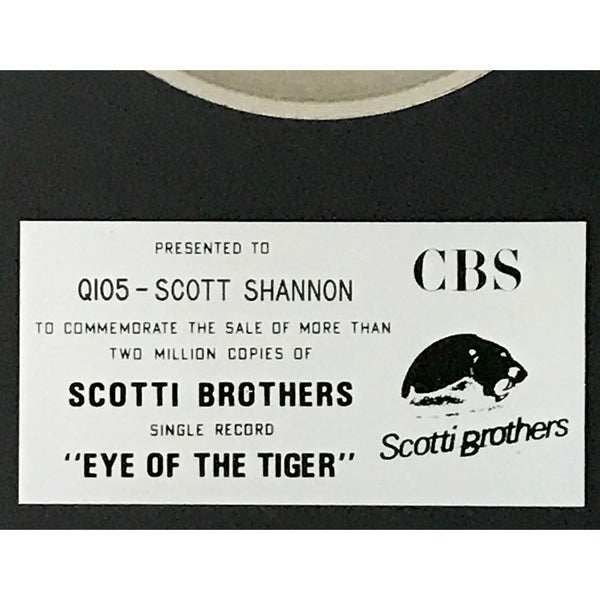 PRESENTED TO
Q105 - SCOTT SHANNON
TO COMMEMORATE THE SALE OF MORE THAN
TWO MILLION COPIES OF
SCOTTI BROTHERS
SINGLE RECORD
"EYE OF THE TIGER"
CBS
Scotti Brothers